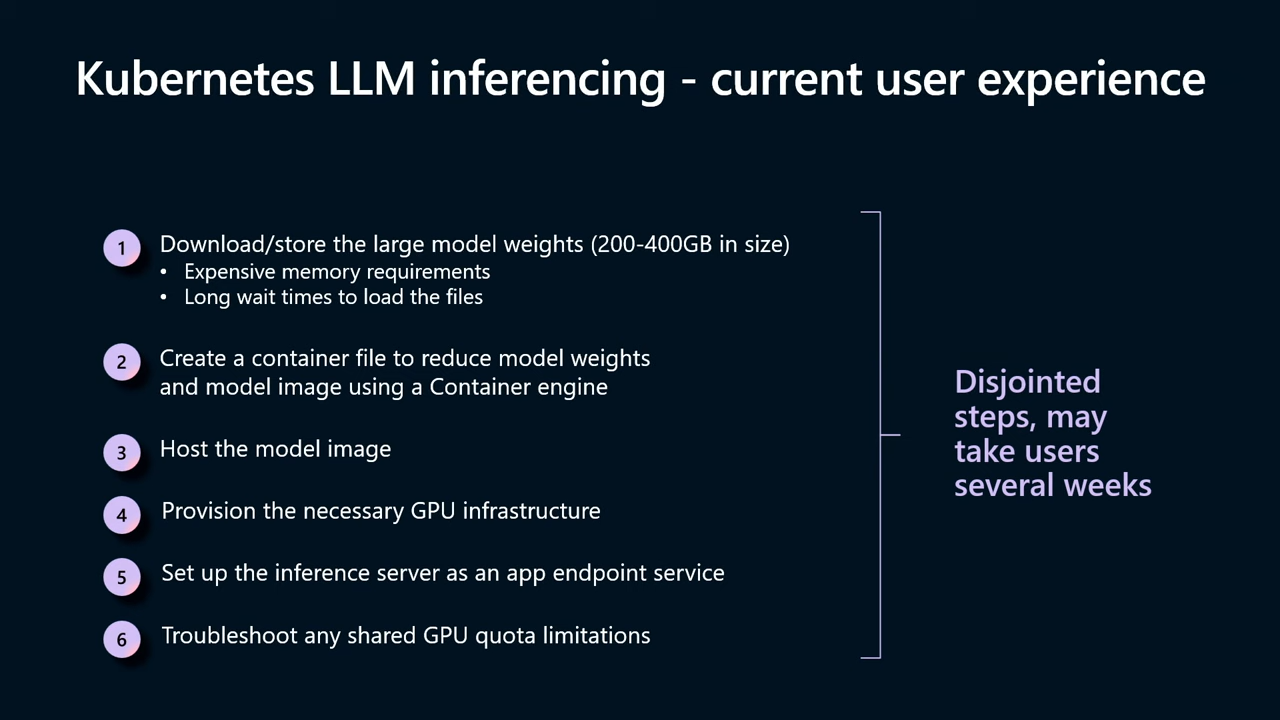 Kubernetes LLM inferencing - current user experience
1 Download/store the large model weights (200-400GB in size)
• Expensive memory requirements
• Long wait times to load the files
2 Create a container file to reduce model weights
and model image using a Container engine
3 Host the model image
4 Provision the necessary GPU infrastructure
5 Set up the inference server as an app endpoint service
6 Troubleshoot any shared GPU quota limitations
Disjointed
steps, may
take users
several weeks